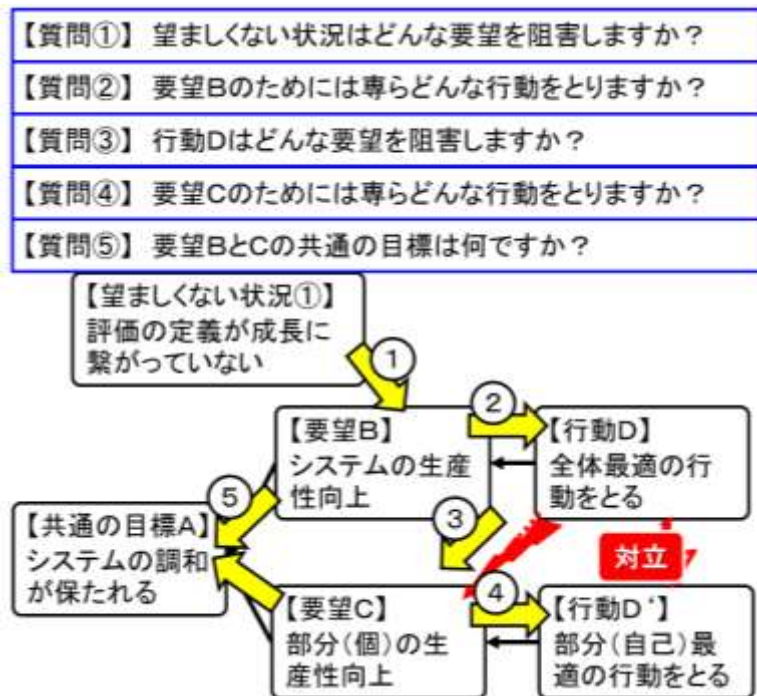 【質問①】 望ましくない状況はどんな要望を阻害しますか？
【質問②】 要望Bのためには専らどんな行動をとりますか？
【質問③】 行動Dはどんな要望を阻害しますか？
【質問④】 要望Cのためには専らどんな行動をとりますか？
【質問⑤】 要望BとCの共通の目標は何ですか？
【望ましくない状況①】
評価の定義が成長に
繋がっていない
①
②
【要望B】
システムの生産
性向上
【行動D】
全体最適の行
動をとる
⑤
③
【共通の目標A】
システムの調和
が保たれる
対立
④
【要望C】
部分（個）の生
産性向上
【行動D'】
部分（自己）最
適の行動をとる